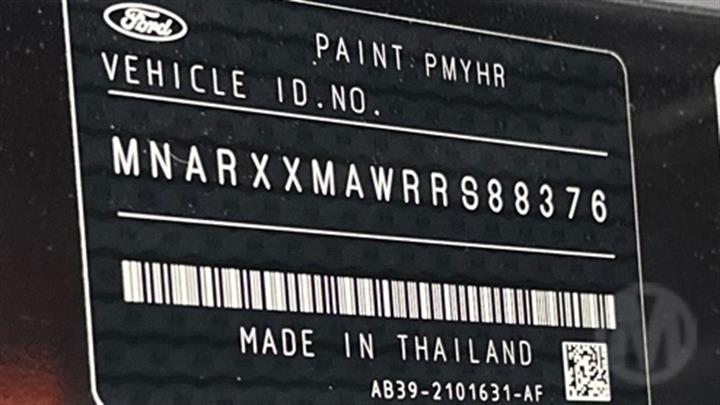 Ford
PAINT PMYHR
VEHICLE ID.NO.
MNARXXMAWRRS88376
MADE IN THAILAND
AB39-2101631-AF
M